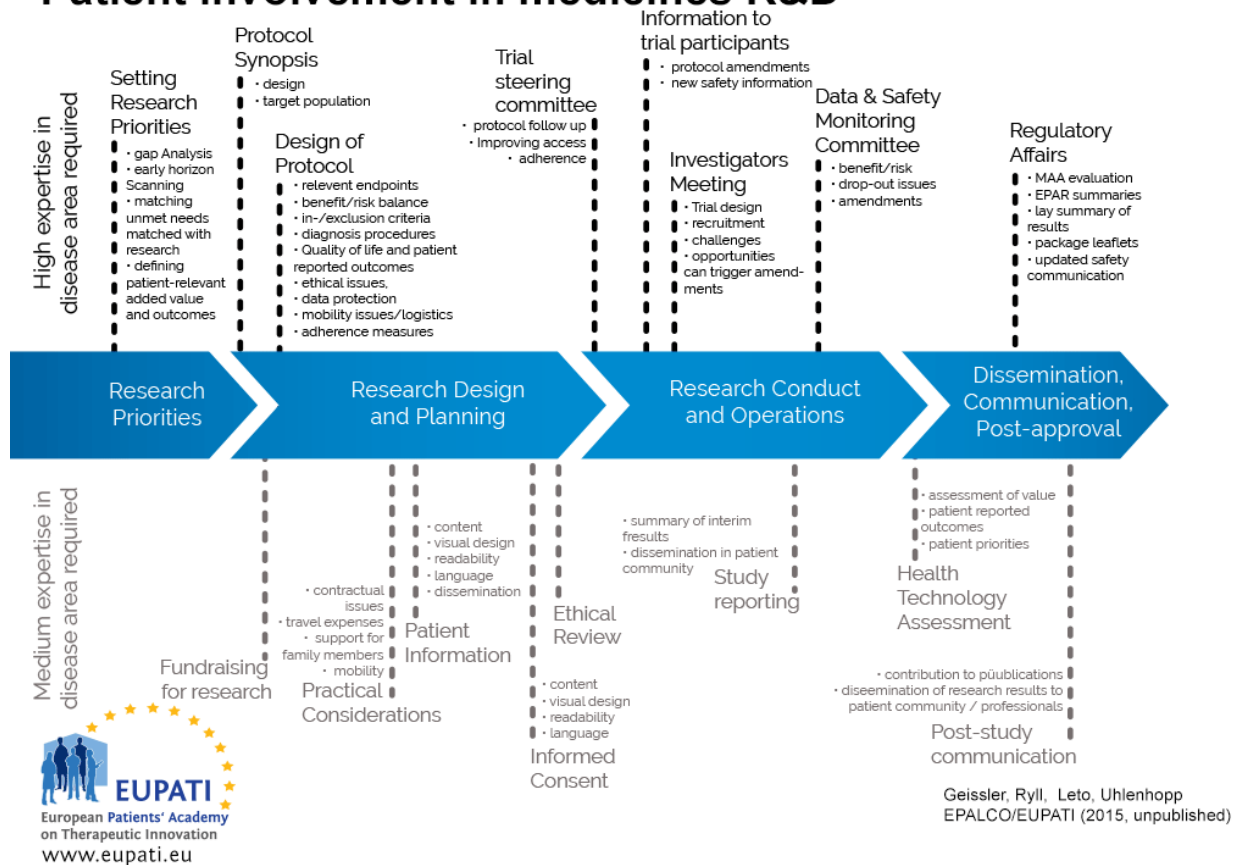 Patient involvement in medicines R&D
High expertise in
disease area required
Setting
Research
Priorities
• gap Analysis
• early horizon
Scanning
• matching
unmet needs
matched with
research
• defining
patient-relevant
added value
and outcomes
Protocol
Synopsis
• design
• target population
Design of
Protocol
• relevent endpoints
• benefit/risk balance
• in-/exclusion criteria
• diagnosis procedures
• Quality of life and patient
reported outcomes
• ethical issues,
• data protection
• mobility issues/logistics
• adherence measures
Trial
steering
committee
• protocol follow up
• Improving access
• adherence
Information to
trial participants
• protocol amendments
• new safety information
Investigators
Meeting
• Trial design
• recruitment
• challenges
• opportunities
can trigger amend-
ments
Data & Safety
Monitoring
Committee
• benefit/risk
• drop-out issues
• amendments
Regulatory
Affairs
• MAA evaluation
• EPAR summaries
• lay summary of
results
• package leaflets
• updated safety
communication
Research
Priorities
Research Design
and Planning
Research Conduct
and Operations
Dissemination,
Communication,
Post-approval
Medium expertise in
disease area required
Fundraising
for research
• contractual
issues
• travel expenses
• support for
family members
• mobility
Practical
Considerations
• content
• visual design
• readability
• language
• dissemination
Patient
Information
Ethical
Review
• content
• visual design
• readability
• language
Informed
Consent
• summary of interim
fresults
• dissemination in patient
community
Study
reporting
• assessment of value
• patient reported
outcomes
• patient priorities
Health
Technology
Assessment
• contribution to püublications
• diseemination of research results to
patient community / professionals
Post-study
communication
EUPATI
European Patients' Academy
on Therapeutic Innovation
www.eupati.eu
Geissler, Ryll, Leto, Uhlenhopp
EPALCO/EUPATI (2015, unpublished)